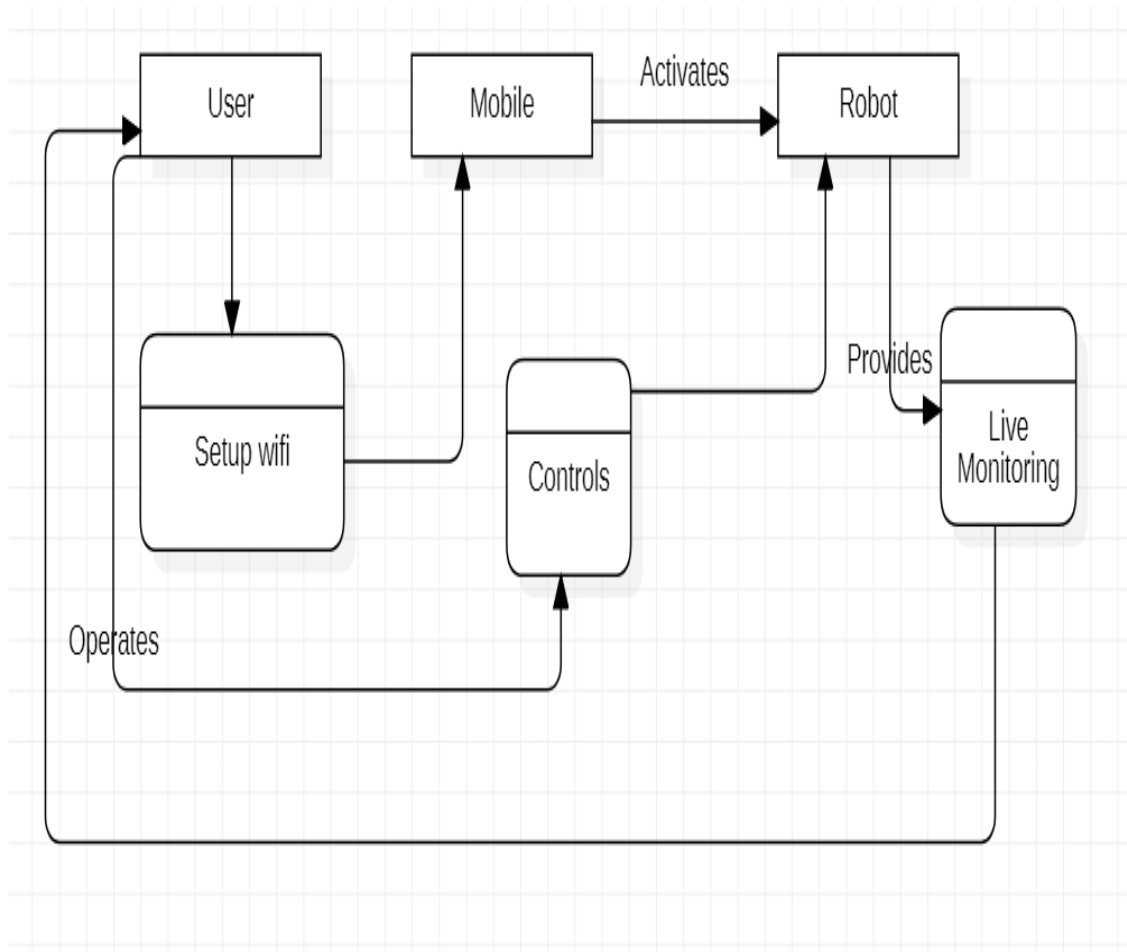 User
Mobile
Activates
Robot
Setup wifi
Controls
Provides
Live
Monitoring
Operates